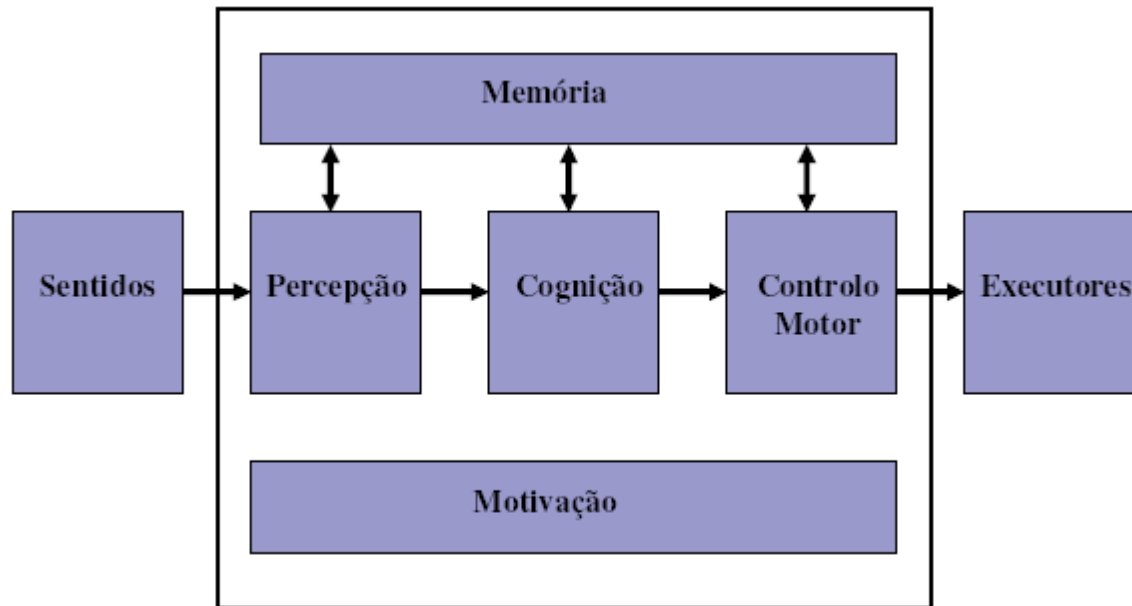 Memória
Sentidos
Percepção
Cognição
Controlo
Motor
Executores
Motivação